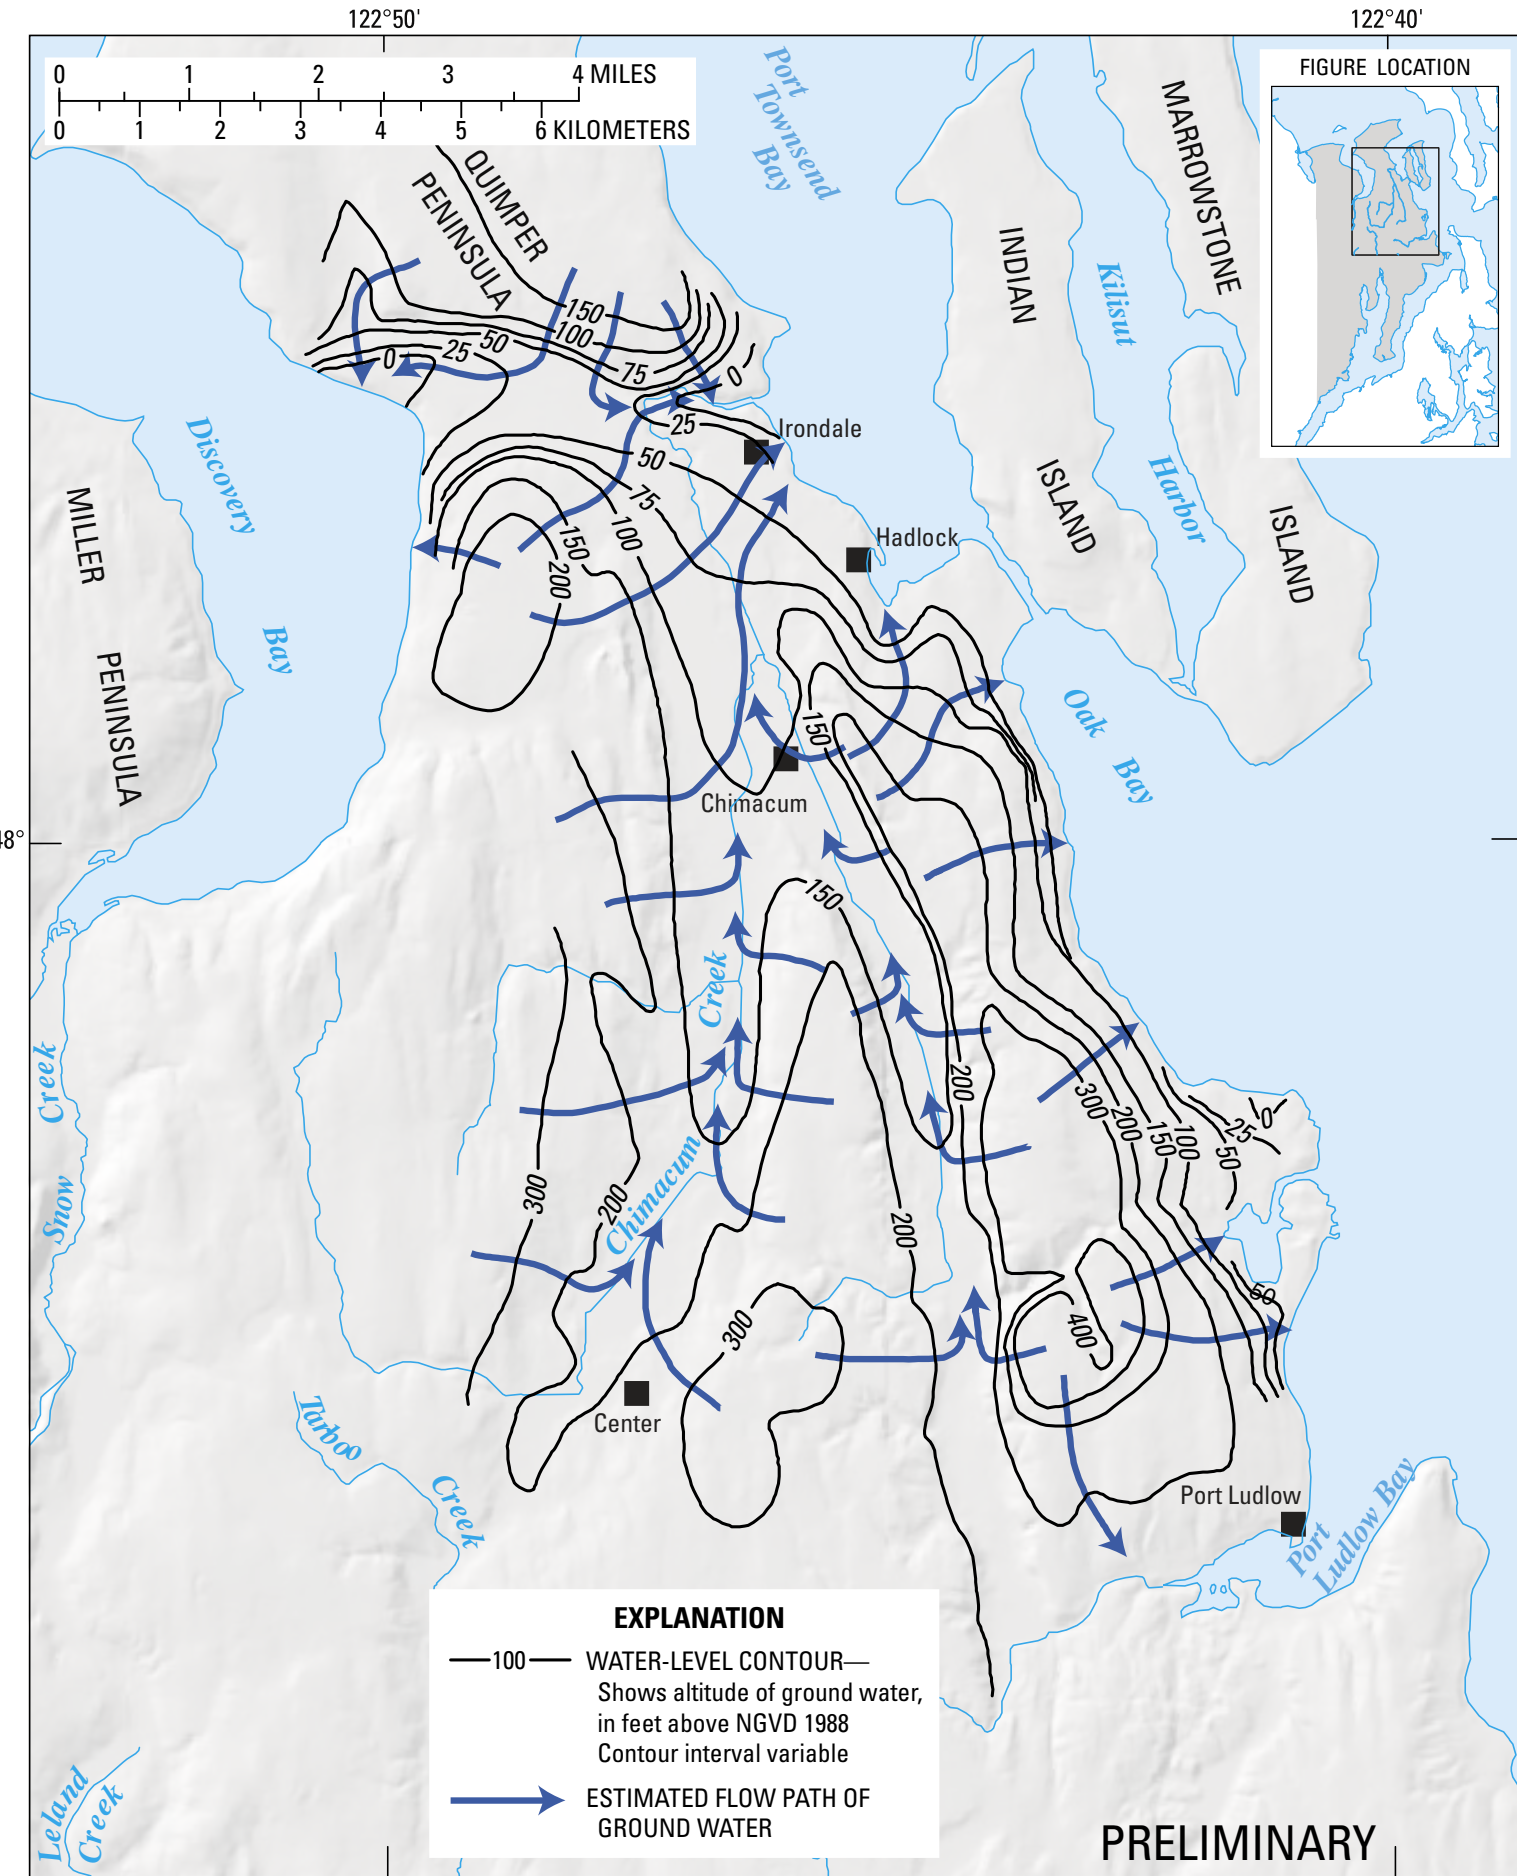 122°50'
122°40'
0 1 2 3 4 MILES
0 1 2 3 4 5 6 KILOMETERS
FIGURE LOCATION
Port
Townsend
Bay
QUIMPER
PENINSULA
MARROWSTONE
ISLAND
INDIAN
ISLAND
Kilisut
Harbor
150
100
50
25
0
75
0
25
Irondale
50
75
100
150
200
Hadlock
Discovery
Bay
MILLER
PENINSULA
Oak
Bay
150
Chimacum
48°
150
Creek
Chimacum
Snow
Creek
200
300
200
150
100
50
25
0
300
200
200
300
400
50
Center
Tarboo
Creek
Port Ludlow
Port
Ludlow Bay
EXPLANATION
100
WATER-LEVEL CONTOUR—
Shows altitude of ground water,
in feet above NGVD 1988
Contour interval variable
ESTIMATED FLOW PATH OF
GROUND WATER
Leland
Creek
PRELIMINARY